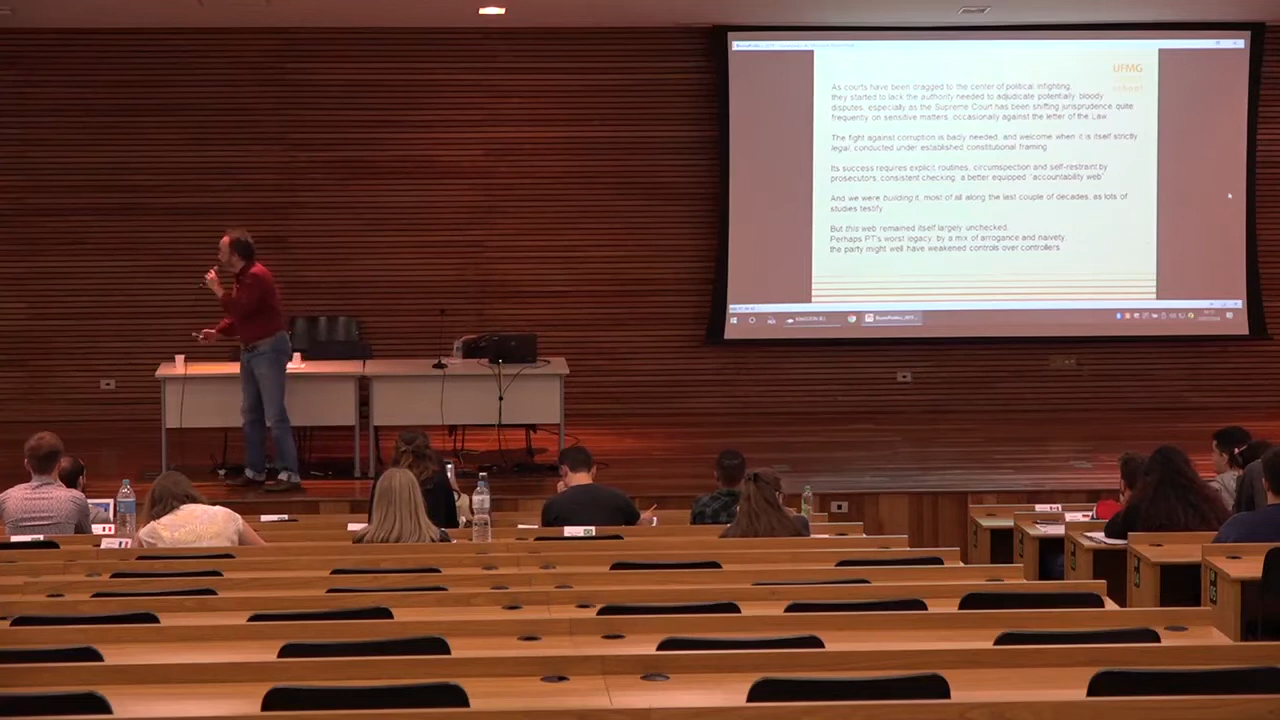 UFMG
school
As courts have been dragged to the center of political infighting,
they started to lack the authority needed to adjudicate potentially bloody
disputes, especially as the Supreme Court has been shifting jurisprudence quite
frequently on sensitive matters, occasionally against the letter of the Law.
The fight against corruption is badly needed, and welcome when it is itself strictly
legal, conducted under established constitutional framing
Its success requires explicit routines, circumspection and self-restraint by
prosecutors, consistent checking, a better equipped "accountability web"
And we were building it, most of all along the last couple of decades, as lots of
studies testify
But this web remained itself largely unchecked.
Perhaps PT's worst legacy: by a mix of arrogance and naivety,
the party might well have weakened controls over controllers